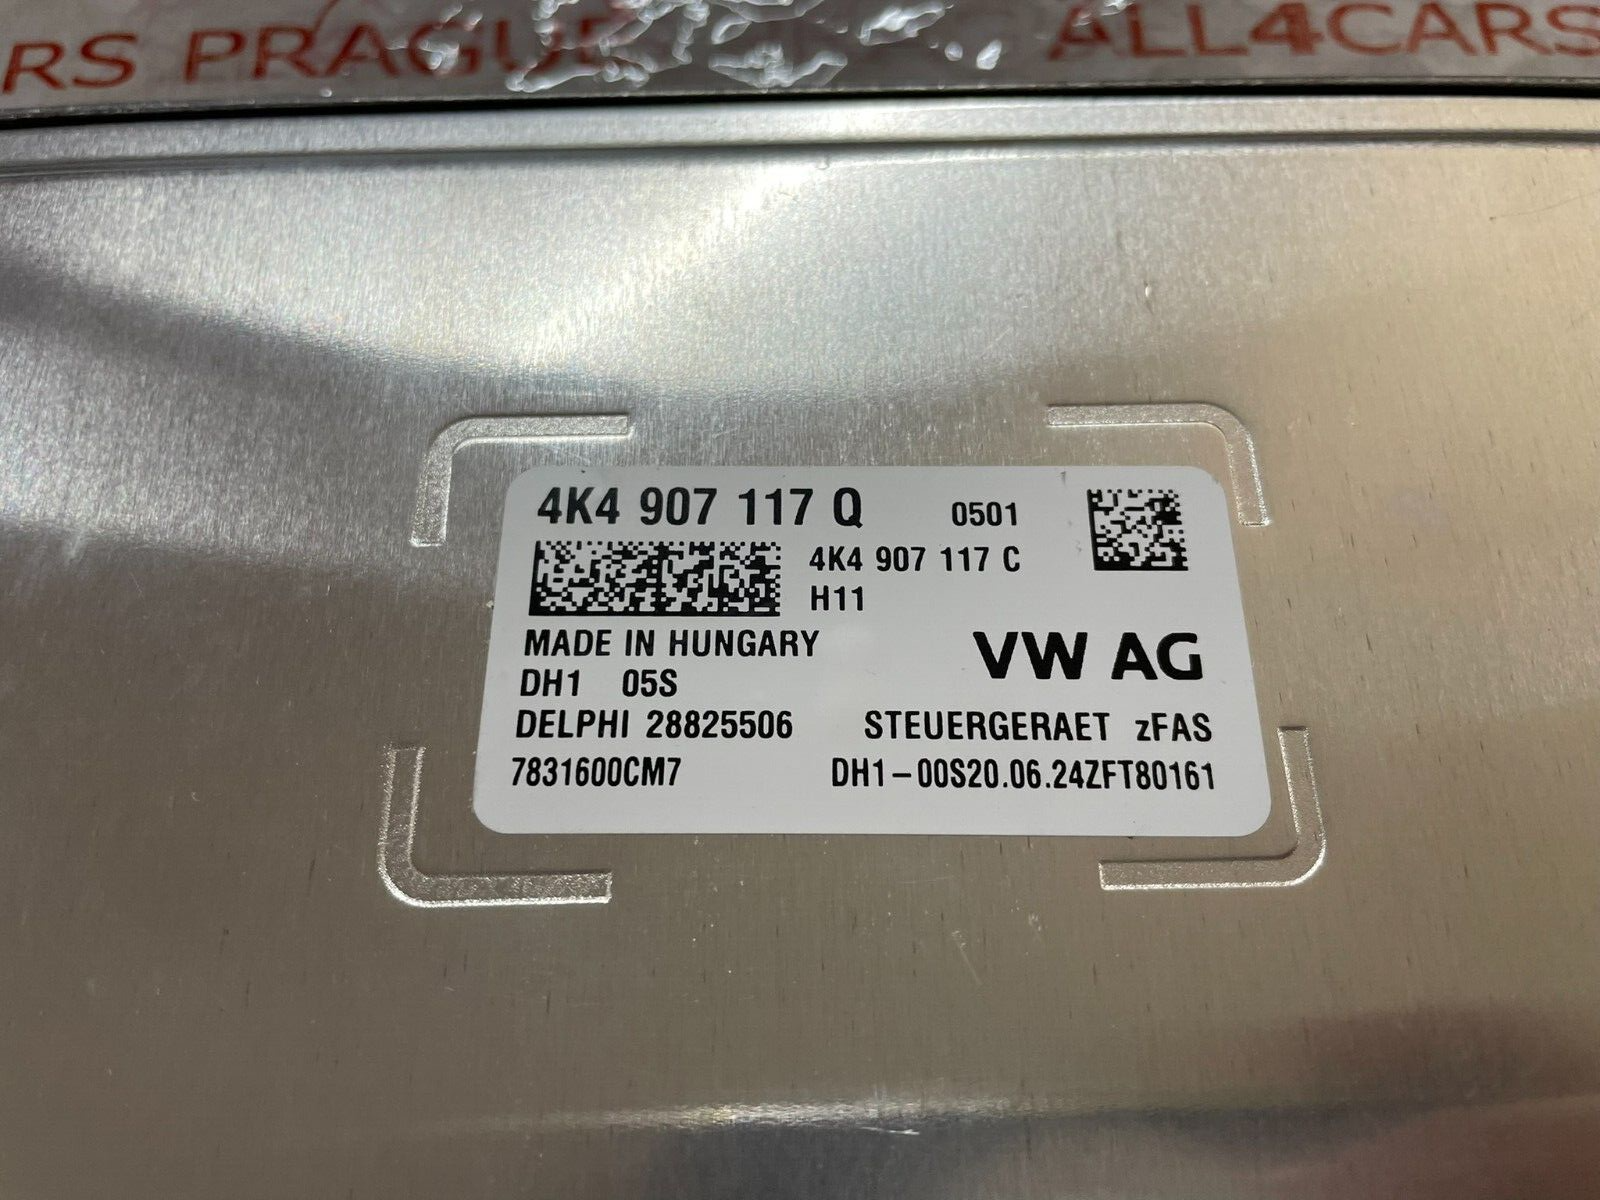 RS PRAGUE ALL4CARS
4K4 907 117 Q 0501
4K4 907 117 C
H11
MADE IN HUNGARY
VW AG
DH1 05S
DELPHI 28825506 STEUERGERAET zFAS
7831600CM7 DH1-00S20.06.24ZFT80161